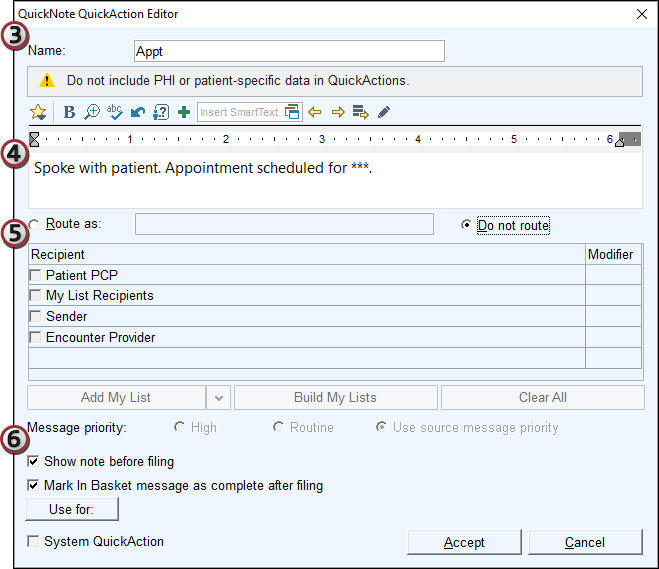 QuickNote QuickAction Editor
3
Name: Appt
Do not include PHI or patient-specific data in QuickActions.
B abc Insert SmartText
1 2 3 4 5 6
4
Spoke with patient. Appointment scheduled for ***.
5
Route as: Do not route
Recipient Modifier
Patient PCP
My List Recipients
Sender
Encounter Provider
Add My List Build My Lists Clear All
6
Message priority: High Routine Use source message priority
Show note before filing
Mark In Basket message as complete after filing
Use for:
System QuickAction Accept Cancel